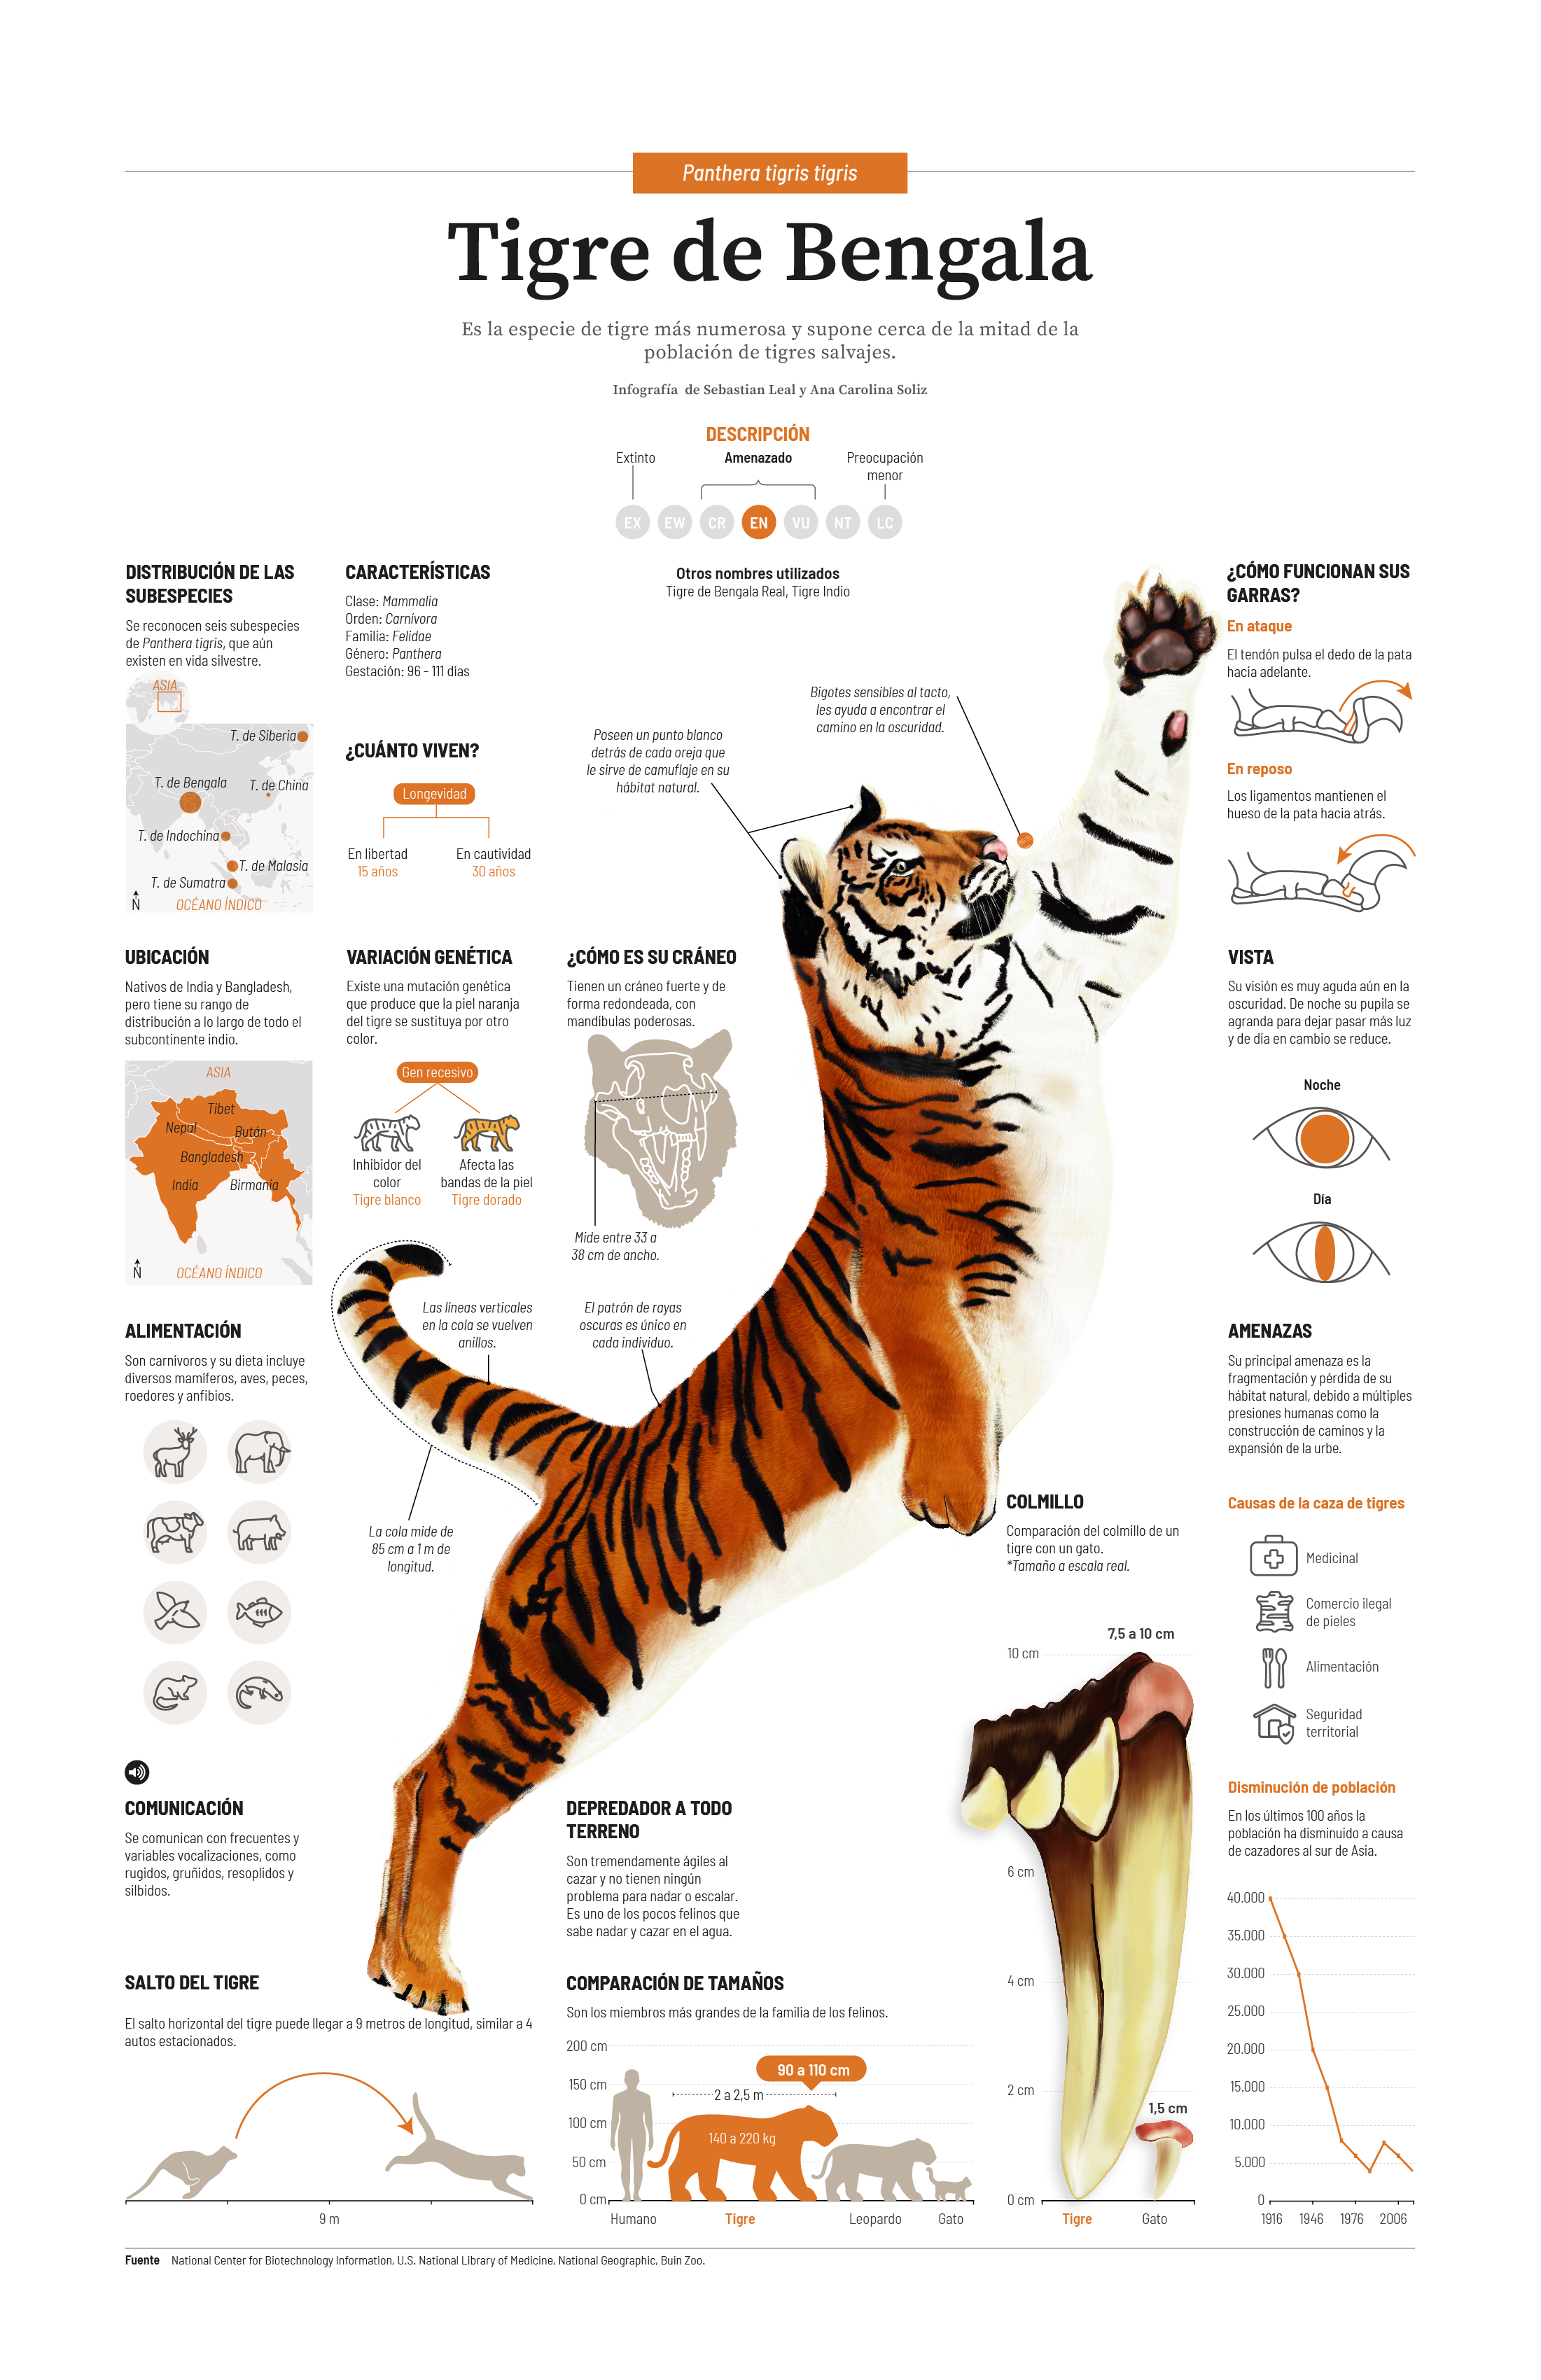 Panthera tigris tigris
Tigre de Bengala
Es la especie de tigre más numerosa y supone cerca de la mitad de la
población de tigres salvajes.
Infografía de Sebastian Leal y Ana Carolina Soliz
DESCRIPCIÓN
Extinto
Amenazado
Preocupación
menor
EX
EW
CR
EN
VU
NT
LC
Otros nombres utilizados
Tigre de Bengala Real, Tigre Indio
DISTRIBUCIÓN DE LAS
SUBESPECIES
Se reconocen seis subespecies
de Panthera tigris, que aún
existen en vida silvestre.
ASIA
T. de Siberia
T. de Bengala
T. de China
T. de Indochina
T. de Malasia
T. de Sumatra
N
OCÉANO ÍNDICO
CARACTERÍSTICAS
Clase: Mammalia
Orden: Carnívora
Familia: Felidae
Género: Panthera
Gestación: 96 - 111 días
¿CUÁNTO VIVEN?
Longevidad
En libertad
15 años
En cautividad
30 años
Poseen un punto blanco
detrás de cada oreja que
le sirve de camuflaje en su
hábitat natural.
Bigotes sensibles al tacto,
les ayuda a encontrar el
camino en la oscuridad.
¿CÓMO FUNCIONAN SUS
GARRAS?
En ataque
El tendón pulsa el dedo de la pata
hacia adelante.
En reposo
Los ligamentos mantienen el
hueso de la pata hacia atrás.
UBICACIÓN
Nativos de India y Bangladesh,
pero tiene su rango de
distribución a lo largo de todo el
subcontinente indio.
ASIA
Tíbet
Nepal
Bután
Bangladesh
India
Birmania
N
OCÉANO ÍNDICO
VARIACIÓN GENÉTICA
Existe una mutación genética
que produce que la piel naranja
del tigre se sustituya por otro
color.
Gen recesivo
Inhibidor del
color
Tigre blanco
Afecta las
bandas de la piel
Tigre dorado
¿CÓMO ES SU CRÁNEO
Tienen un cráneo fuerte y de
forma redondeada, con
mandíbulas poderosas.
Mide entre 33 a
38 cm de ancho.
VISTA
Su visión es muy aguda aún en la
oscuridad. De noche su pupila se
agranda para dejar pasar más luz
y de día en cambio se reduce.
Noche
Día
Las líneas verticales
en la cola se vuelven
anillos.
El patrón de rayas
oscuras es único en
cada individuo.
La cola mide de
85 cm a 1 m de
longitud.
ALIMENTACIÓN
Son carnívoros y su dieta incluye
diversos mamíferos, aves, peces,
roedores y anfibios.
AMENAZAS
Su principal amenaza es la
fragmentación y pérdida de su
hábitat natural, debido a múltiples
presiones humanas como la
construcción de caminos y la
expansión de la urbe.
Causas de la caza de tigres
Medicinal
Comercio ilegal
de pieles
Alimentación
Seguridad
territorial
COLMILLO
Comparación del colmillo de un
tigre con un gato.
*Tamaño a escala real.
7,5 a 10 cm
10 cm
6 cm
4 cm
2 cm
1,5 cm
0 cm
Tigre
Gato
Disminución de población
En los últimos 100 años la
población ha disminuido a causa
de cazadores al sur de Asia.
40.000
35.000
30.000
25.000
20.000
15.000
10.000
5.000
0
1916
1946
1976
2006
COMUNICACIÓN
Se comunican con frecuentes y
variables vocalizaciones, como
rugidos, gruñidos, resoplidos y
silbidos.
DEPREDADOR A TODO
TERRENO
Son tremendamente ágiles al
cazar y no tienen ningún
problema para nadar o escalar.
Es uno de los pocos felinos que
sabe nadar y cazar en el agua.
SALTO DEL TIGRE
El salto horizontal del tigre puede llegar a 9 metros de longitud, similar a 4
autos estacionados.
9 m
COMPARACIÓN DE TAMAÑOS
Son los miembros más grandes de la familia de los felinos.
200 cm
150 cm
100 cm
50 cm
0 cm
90 a 110 cm
2 a 2,5 m
140 a 220 kg
Humano
Tigre
Leopardo
Gato
Fuente National Center for Biotechnology Information, U.S. National Library of Medicine, National Geographic, Buin Zoo.